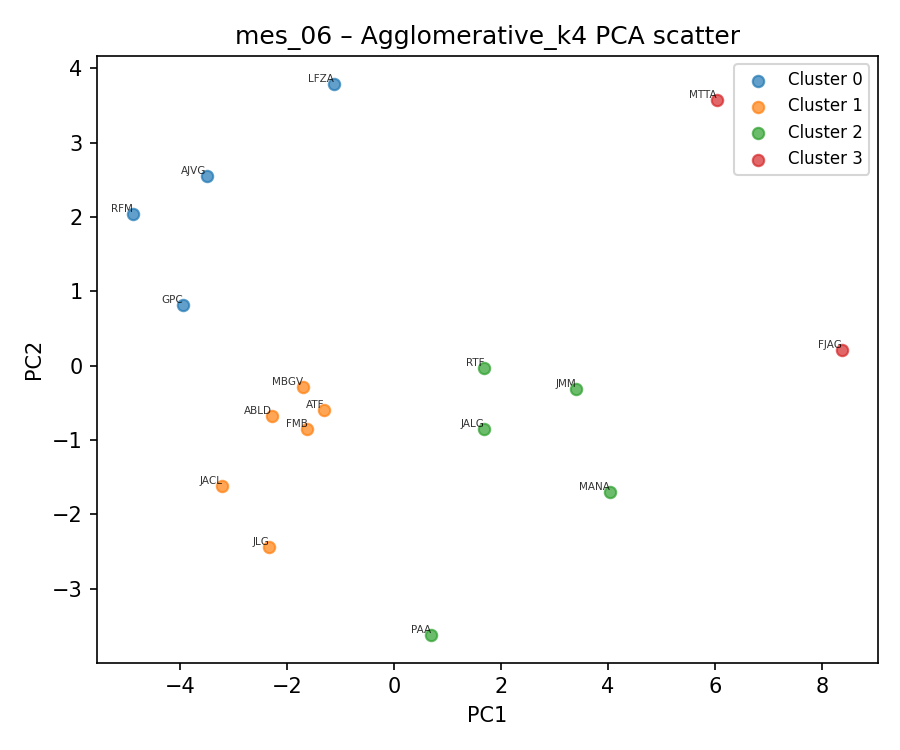 mes_06 – Agglomerative_k4 PCA scatter
Cluster 0
Cluster 1
Cluster 2
Cluster 3
LFZA
MTTA
AJVG
RFM
GPC
FJAG
RTF
MBGV
JMM
ATF
ABLD
FMB
JALG
JACL
MANA
JLG
PAA
4
3
2
1
0
−1
−2
−3
PC2
−4
−2
0
2
4
6
8
PC1